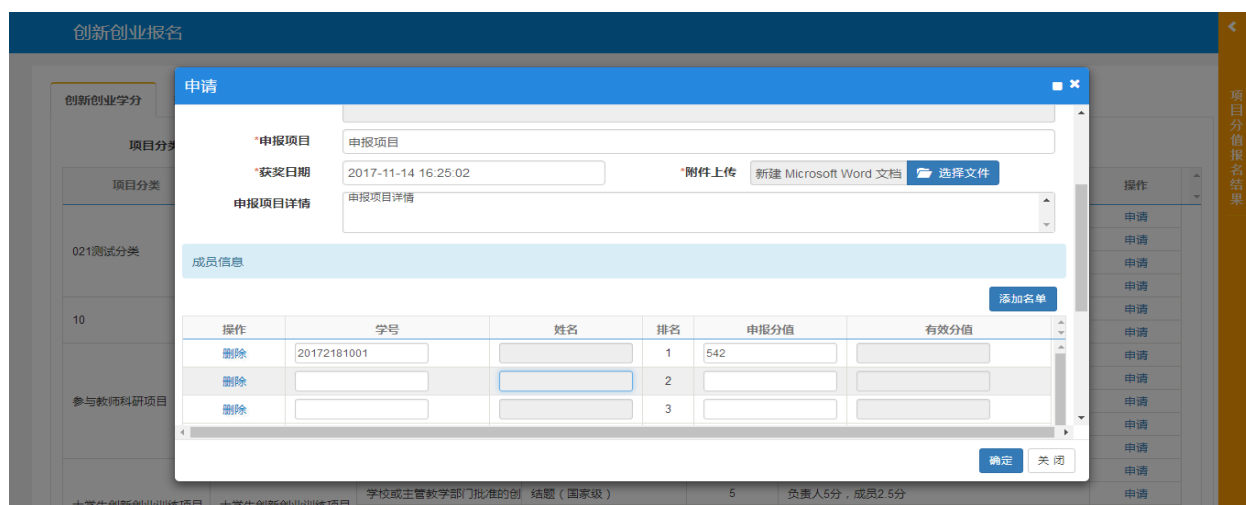 创新创业报名
申请
创新创业学分
项目分类
*申报项目 申报项目
*获奖日期 2017-11-14 16:25:02 *附件上传 新建 Microsoft Word 文档 选择文件
项目分类 操作
申报项目详情 申报项目详情
申请
申请
021测试分类 成员信息 申请
申请
添加名单
10 申请
操作 学号 姓名 排名 申报分值 有效分值 申请
删除 20172181001 1 542 申请
删除 2 申请
参与教师科研项目 删除 3 申请
申请
确定 关闭 申请
申请
大学生创新创业训练项目 大学生创新创业训练项目 学校或主管教学部门批准的创 结题（国家级） 5 负责人5分，成员2.5分 申请
项目分值报名结果